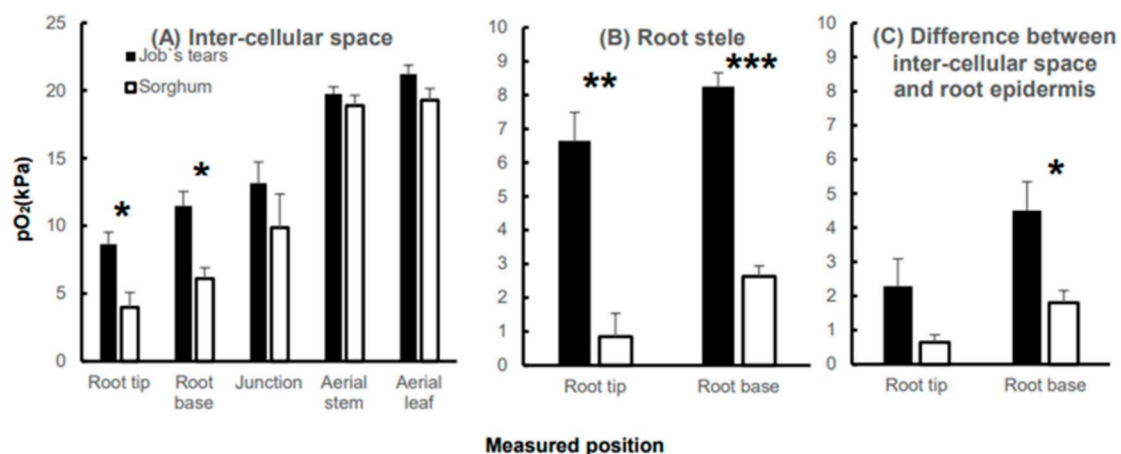 (A) Inter-cellular space
Job`s tears
Sorghum
pO₂(kPa)
25
20
15
10
5
0
*
*
Root tip
Root
base
Junction
Aerial
stem
Aerial
leaf
(B) Root stele
10
9
8
7
6
5
4
3
2
1
0
**
***
Root tip
Root base
(C) Difference between
inter-cellular space
and root epidermis
10
9
8
7
6
5
4
3
2
1
0
*
Root tip
Root base
Measured position